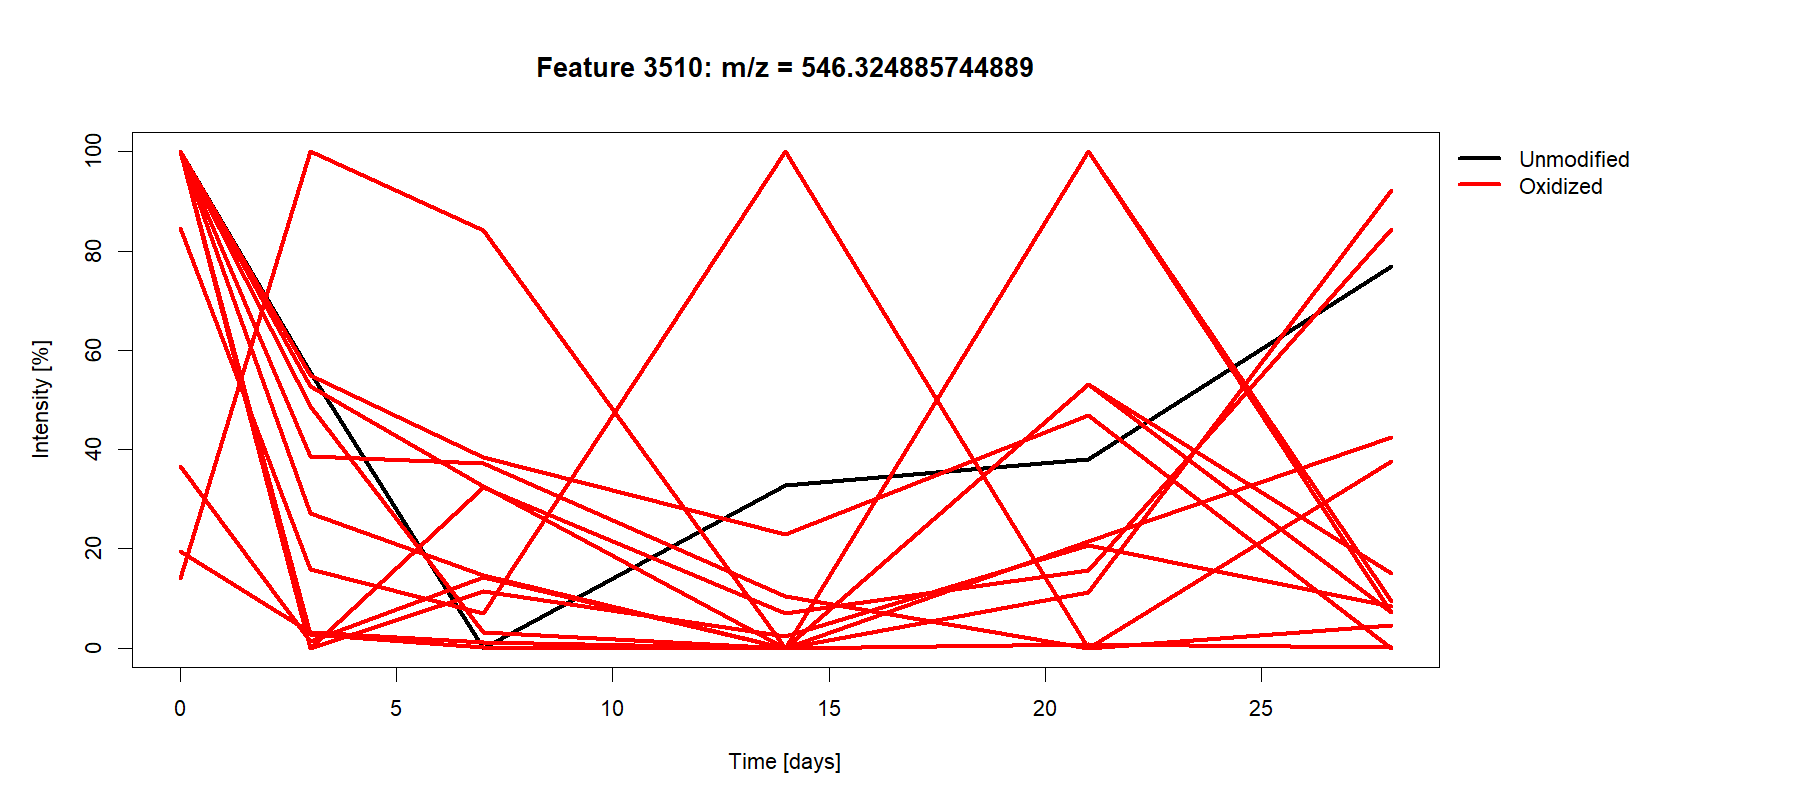 Feature 3510: m/z = 546.324885744889
Unmodified
Oxidized
Intensity [%]
100
80
60
40
20
0
0 5 10 15 20 25
Time [days]